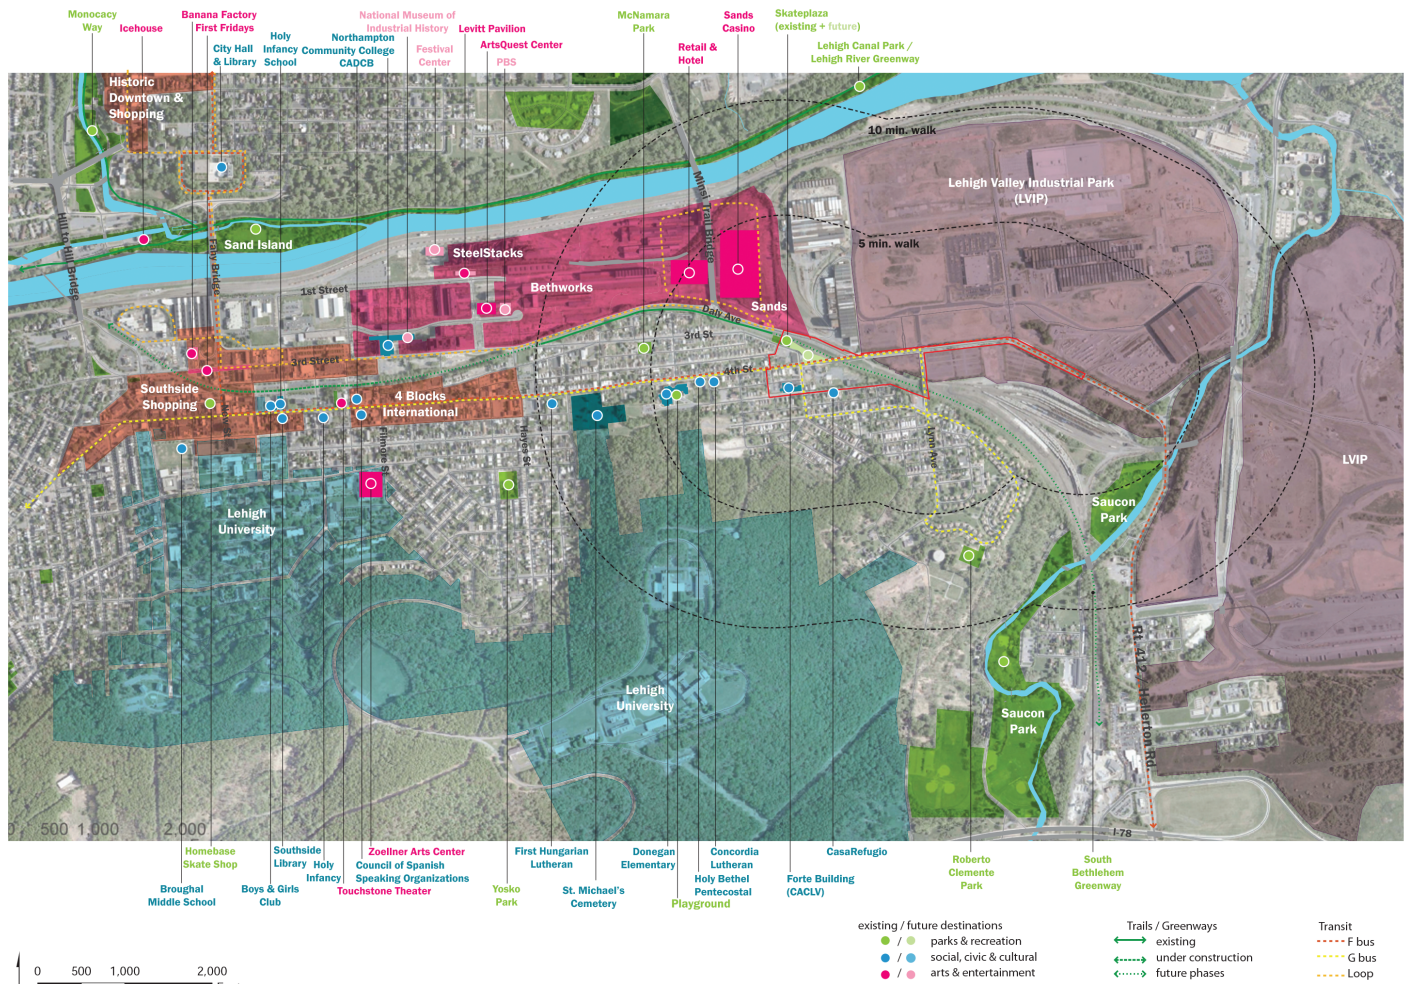 Monocacy
Way
Icehouse
Banana Factory
First Fridays
City Hall
& Library
Holy
Infancy
School
Northampton
Community College
CADCB
National Museum of
Industrial History
Festival
Center
Levitt Pavilion
ArtsQuest Center
PBS
McNamara
Park
Retail &
Hotel
Sands
Casino
Skateplaza
(existing + future)
Lehigh Canal Park /
Lehigh River Greenway
Historic
Downtown &
Shopping
10 min. walk
Lehigh Valley Industrial Park
(LVIP)
Minsi Trail Bridge
Hill to Hill Bridge
Fahy Bridge
Sand Island
5 min. walk
SteelStacks
1st Street
Bethworks
Sands
Daly Ave
3rd St
3rd Street
4th St
Southside
Shopping
4 Blocks
International
Filmore St
Hayes St
Lynn Ave
LVIP
Lehigh
University
Saucon
Park
Rt. 412 - Hellerton Rd.
Lehigh
University
Saucon
Park
0 500 1,000 2,000
I-78
Homebase
Skate Shop
Broughal
Middle School
Southside
Library
Boys & Girls
Club
Holy
Infancy
Zoellner Arts Center
Council of Spanish
Speaking Organizations
Touchstone Theater
Yosko
Park
First Hungarian
Lutheran
St. Michael's
Cemetery
Donegan
Elementary
Playground
Holy Bethel
Pentecostal
Concordia
Lutheran
Forte Building
(CACLV)
CasaRefugio
Roberto
Clemente
Park
South
Bethlehem
Greenway
existing / future destinations
/ parks & recreation
/ social, civic & cultural
/ arts & entertainment
Trails / Greenways
existing
under construction
future phases
Transit
F bus
G bus
Loop
0 500 1,000 2,000